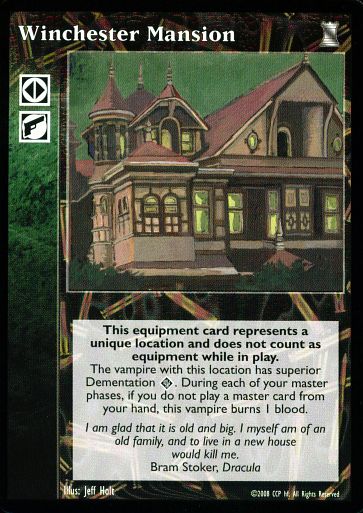 Winchester Mansion
This equipment card represents a
unique location and does not count as
equipment while in play.
The vampire with this location has superior
Dementation . During each of your master
phases, if you do not play a master card from
your hand, this vampire burns 1 blood.
I am glad that it is old and big. I myself am of an
old family, and to live in a new house
would kill me.
Bram Stoker, Dracula
Illus: Jeff Holt
©2008 CCP hf. All Rights Reserved.